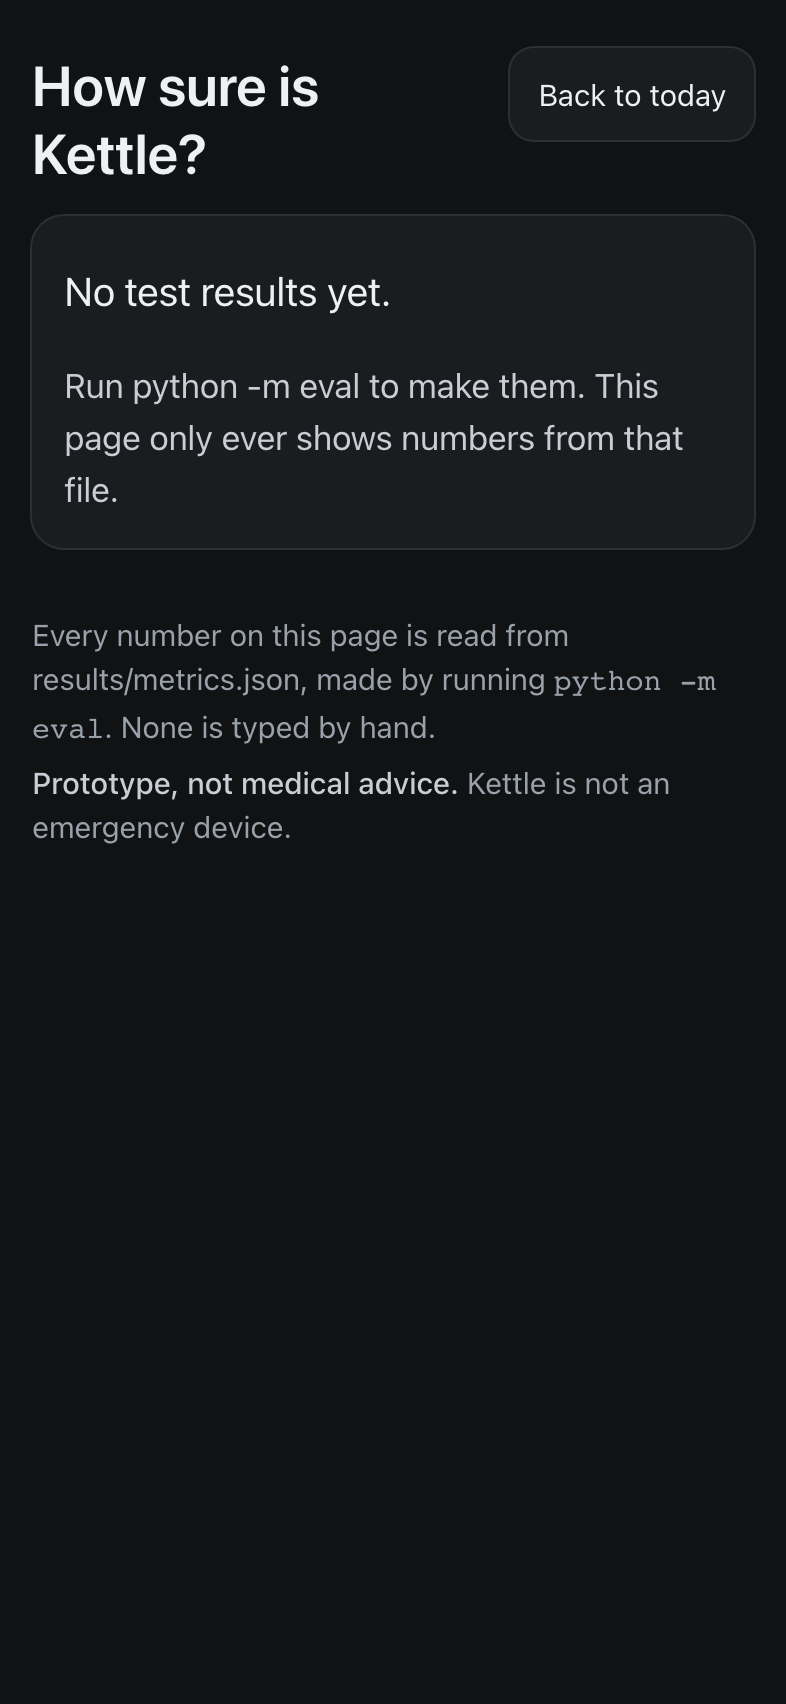 How sure is
Kettle?
Back to today
No test results yet.
Run python -m eval to make them. This
page only ever shows numbers from that
file.
Every number on this page is read from
results/metrics.json, made by running python -m
eval. None is typed by hand.
Prototype, not medical advice. Kettle is not an
emergency device.